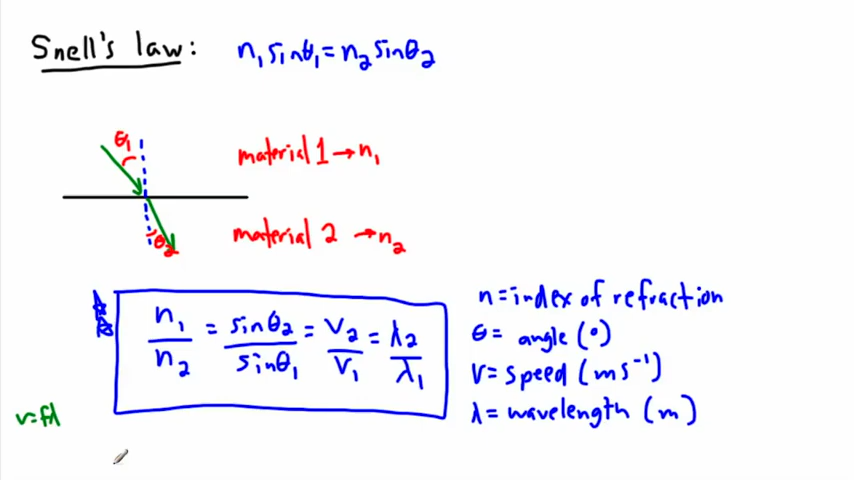 Snell's law: n₁sinθ₁=n₂sinθ₂
θ₁
material 1→n₁
θ₂
material 2 →n₂
n₁/n₂ = sinθ₂/sinθ₁ = v₂/v₁ = λ₂/λ₁
n=index of refraction
θ= angle (°)
V=speed (ms⁻¹)
λ=wavelength (m)
v=fλ